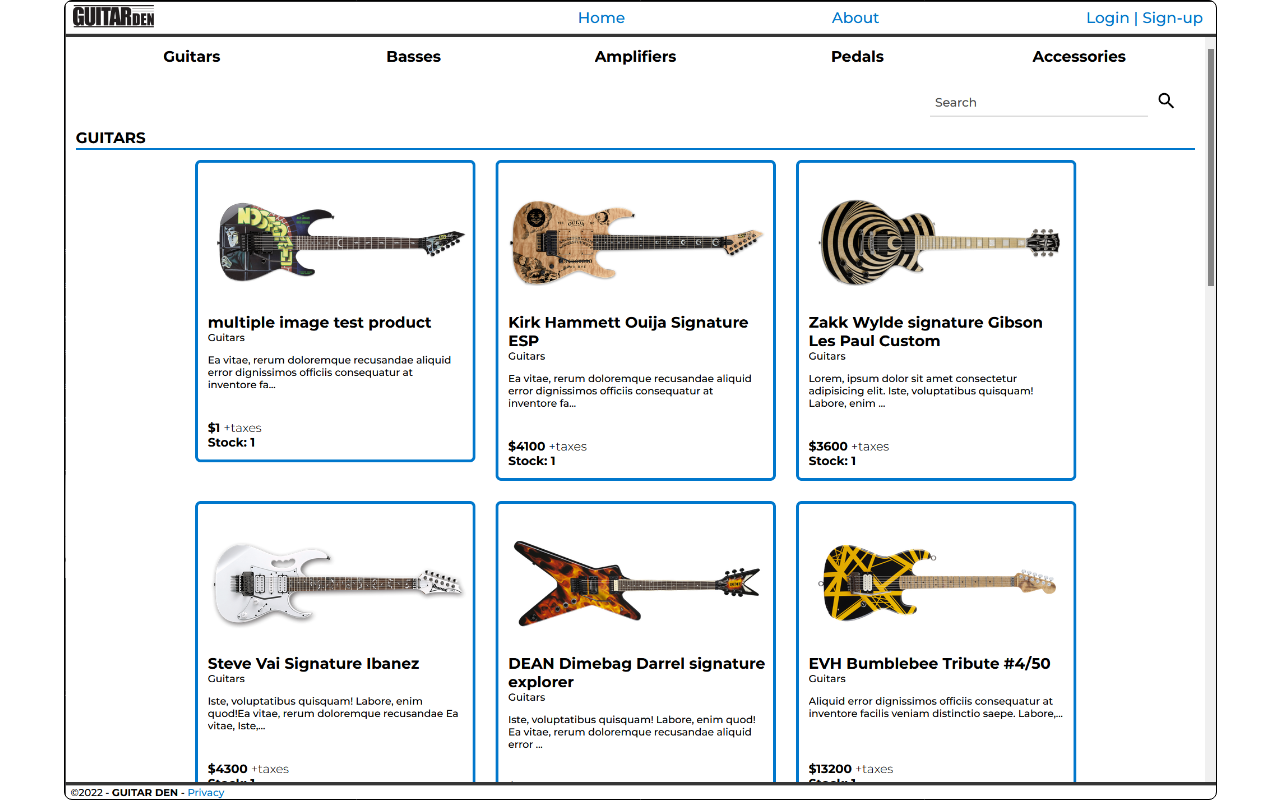 GUITAR DEN
Home About Login | Sign-up
Guitars Basses Amplifiers Pedals Accessories
Search
GUITARS
multiple image test product
Guitars
Ea vitae, rerum doloremque recusandae aliquid
error dignissimos officiis consequatur at
inventore fa...
$1 +taxes
Stock: 1
Kirk Hammett Ouija Signature
ESP
Guitars
Ea vitae, rerum doloremque recusandae aliquid
error dignissimos officiis consequatur at
inventore fa...
$4100 +taxes
Stock: 1
Zakk Wylde signature Gibson
Les Paul Custom
Guitars
Lorem, ipsum dolor sit amet consectetur
adipisicing elit. Iste, voluptatibus quisquam!
Labore, enim ...
$3600 +taxes
Stock: 1
Steve Vai Signature Ibanez
Guitars
Iste, voluptatibus quisquam! Labore, enim
quod!Ea vitae, rerum doloremque recusandae Ea
vitae, Iste,...
$4300 +taxes
Stock: 1
DEAN Dimebag Darrel signature
explorer
Guitars
Iste, voluptatibus quisquam! Labore, enim quod!
Ea vitae, rerum doloremque recusandae aliquid
error ...
EVH Bumblebee Tribute #4/50
Guitars
Aliquid error dignissimos officiis consequatur at
inventore facilis veniam distinctio saepe. Labore,...
$13200 +taxes
Stock: 1
©2022 - GUITAR DEN - Privacy